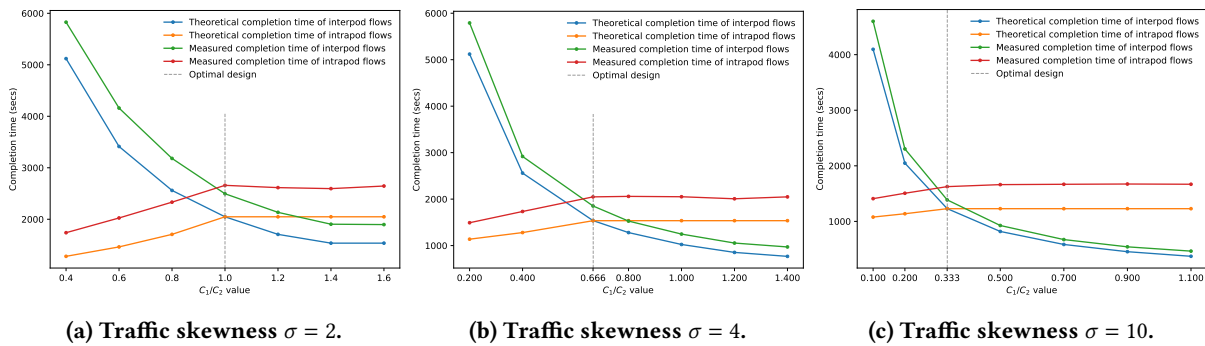 6000
5000
4000
3000
2000
Completion time (secs)
0.4 0.6 0.8 1.0 1.2 1.4 1.6
C₁/C₂ value
Theoretical completion time of interpod flows
Theoretical completion time of intrapod flows
Measured completion time of interpod flows
Measured completion time of intrapod flows
Optimal design
(a) Traffic skewness σ = 2.
6000
5000
4000
3000
2000
1000
Completion time (secs)
0.200 0.400 0.666 0.800 1.000 1.200 1.400
C₁/C₂ value
Theoretical completion time of interpod flows
Theoretical completion time of intrapod flows
Measured completion time of interpod flows
Measured completion time of intrapod flows
Optimal design
(b) Traffic skewness σ = 4.
4000
3000
2000
1000
Completion time (secs)
0.100 0.200 0.333 0.500 0.700 0.900 1.100
C₁/C₂ value
Theoretical completion time of interpod flows
Theoretical completion time of intrapod flows
Measured completion time of interpod flows
Measured completion time of intrapod flows
Optimal design
(c) Traffic skewness σ = 10.